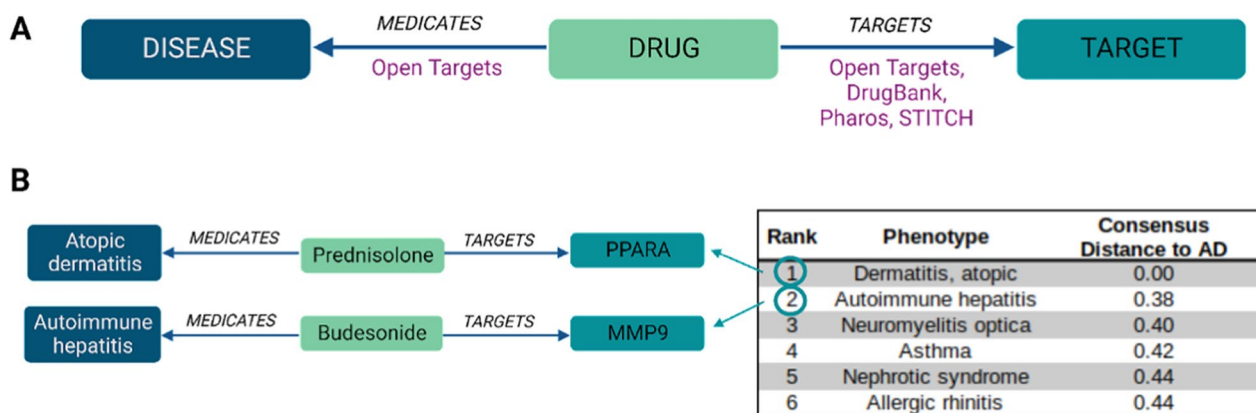 A
DISEASE
MEDICATES
Open Targets
DRUG
TARGETS
Open Targets,
DrugBank,
Pharos, STITCH
TARGET
B
Atopic
dermatitis
MEDICATES
Prednisolone
TARGETS
PPARA
Autoimmune
hepatitis
MEDICATES
Budesonide
TARGETS
MMP9
Rank Phenotype Consensus
Distance to AD
1 Dermatitis, atopic 0.00
2 Autoimmune hepatitis 0.38
3 Neuromyelitis optica 0.40
4 Asthma 0.42
5 Nephrotic syndrome 0.44
6 Allergic rhinitis 0.44